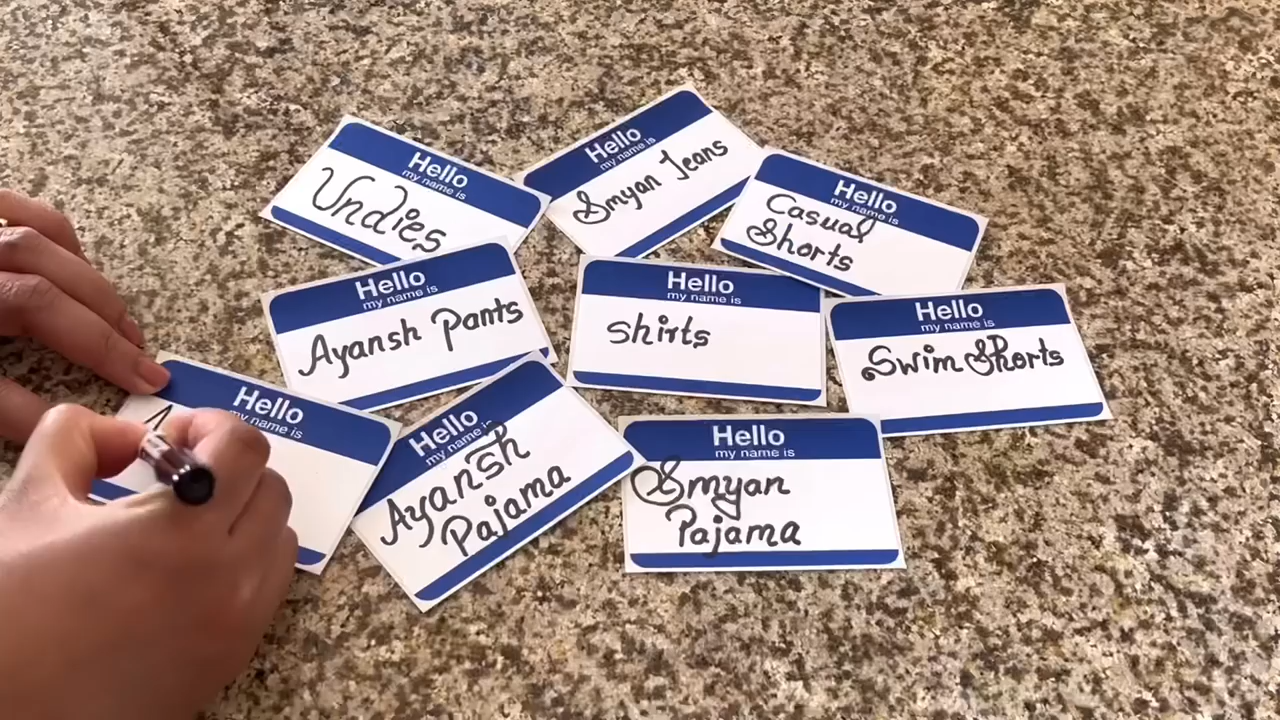 Hello
my name is
Undies
Hello
my name is
Smyan Jeans
Hello
my name is
Casual
Shorts
Hello
my name is
Ayansh Pants
Hello
my name is
shirts
Hello
my name is
Swim Shorts
Hello
my name is
Hello
my name is
Ayansh
Pajama
Hello
my name is
Smyan
Pajama